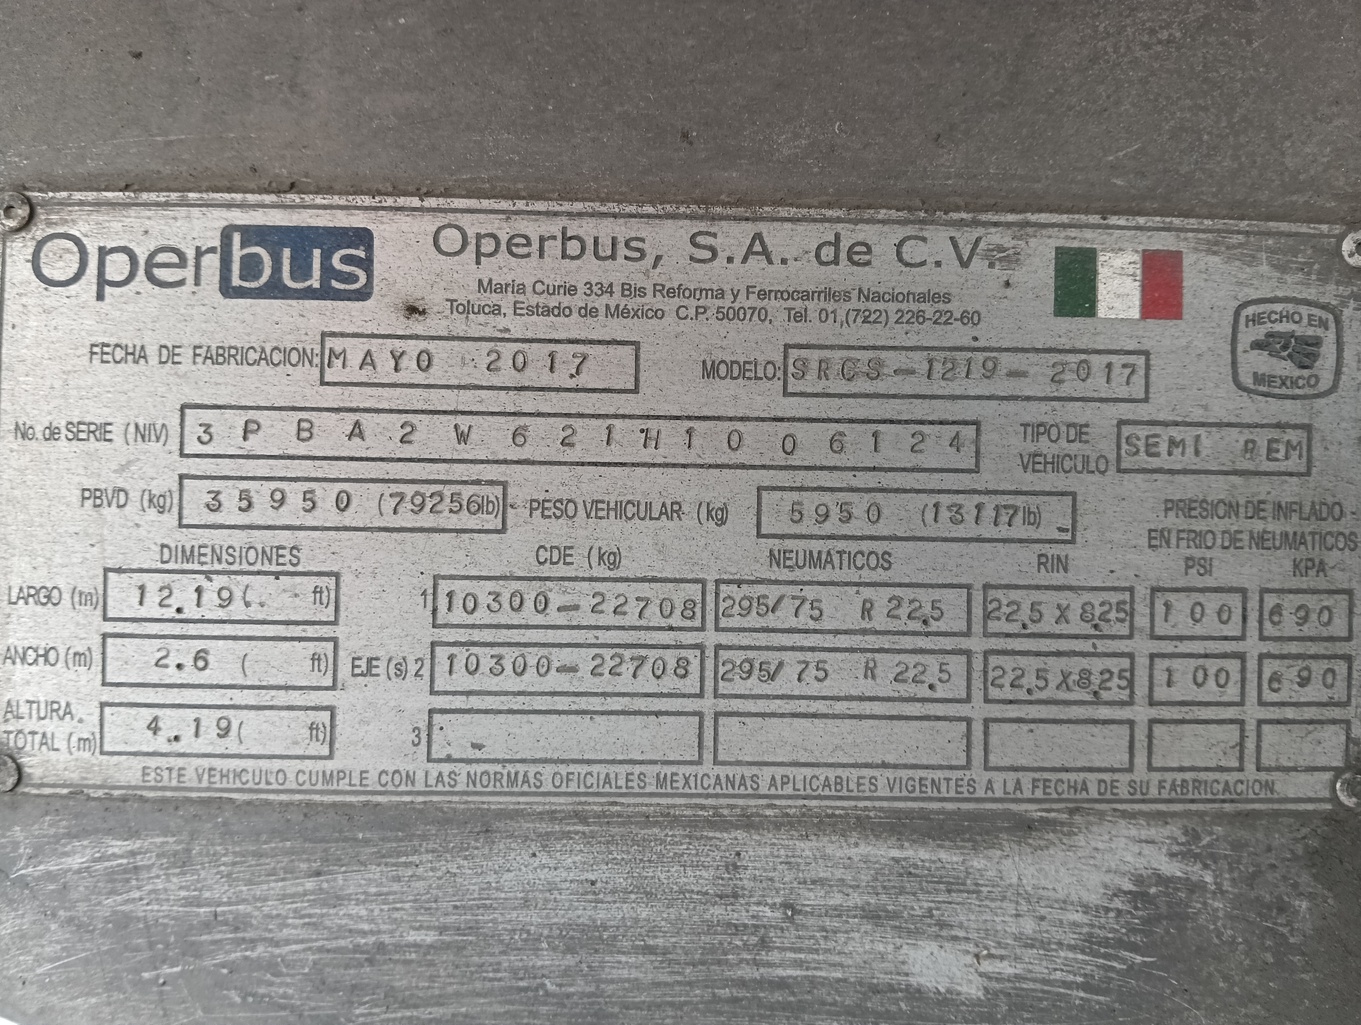 Operbus
Operbus, S.A. de C.V.
Maria Curie 334 Bis Reforma y Ferrocarriles Nacionales
Toluca, Estado de México C.P. 50070, Tel. 01 (722) 226-22-60
HECHO EN
MEXICO
FECHA DE FABRICACION: MAYO 2017 MODELO: SRCS-1219-2017
No. de SERIE (NIV) 3PBA2W621H1006124 TIPO DE VEHICULO SEMI REM
PBVD (kg) 35950 (79256lb) PESO VEHICULAR (kg) 5950 (13117lb) PRESION DE INFLADO
EN FRIO DE NEUMATICOS
DIMENSIONES CDE (kg) NEUMATICOS RIN PSI KPA
LARGO (m) 12.19 ( ft) 1 10300-22708 295/75 R 22.5 22.5 X 8.25 100 690
ANCHO (m) 2.6 ( ft) EJE (s) 2 10300-22708 295/75 R 22.5 22.5 X 8.25 100 690
ALTURA TOTAL (m) 4.19 ( ft) 3
ESTE VEHICULO CUMPLE CON LAS NORMAS OFICIALES MEXICANAS APLICABLES VIGENTES A LA FECHA DE SU FABRICACION.